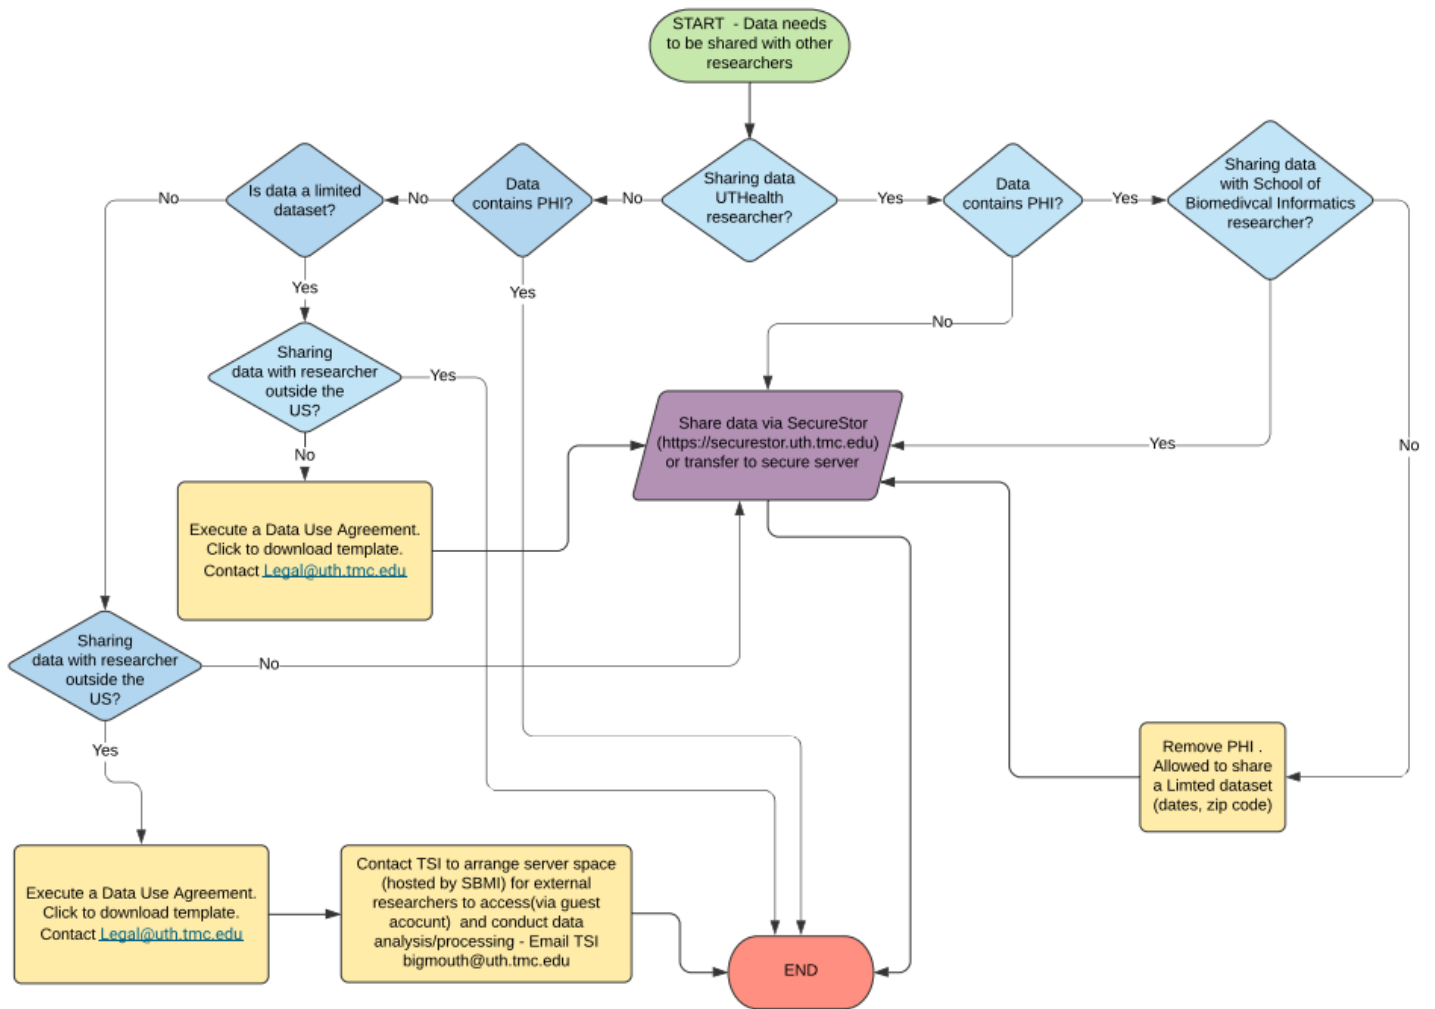 START - Data needs
to be shared with other
researchers
Is data a limited
dataset?
Data
contains PHI?
Sharing data
UTHealth
researcher?
Data
contains PHI?
Sharing data
with School of
Biomedivcal Informatics
researcher?
No
No
No
Yes
Yes
Yes
Yes
No
Sharing
data with researcher
outside the
US?
Yes
No
Share data via SecureStor
(https://securestor.uth.tmc.edu)
or transfer to secure server
Yes
No
Execute a Data Use Agreement.
Click to download template.
Contact Legal@uth.tmc.edu
Sharing
data with researcher
outside the
US?
No
Yes
Remove PHI .
Allowed to share
a Limted dataset
(dates, zip code)
Execute a Data Use Agreement.
Click to download template.
Contact Legal@uth.tmc.edu
Contact TSI to arrange server space
(hosted by SBMI) for external
researchers to access(via guest
acount) and conduct data
analysis/processing - Email TSI
bigmouth@uth.tmc.edu
END